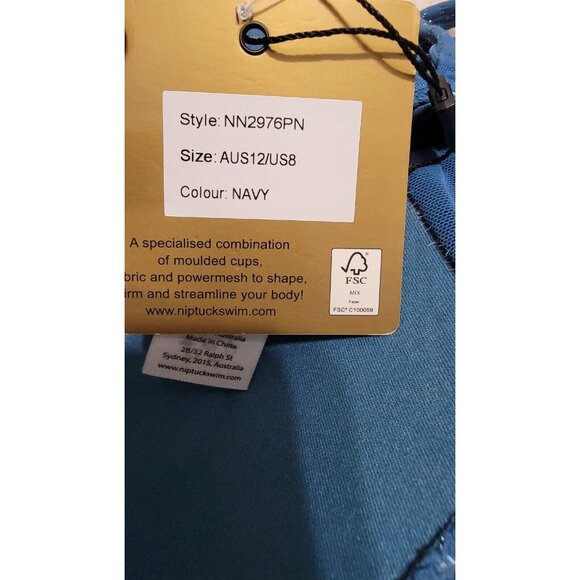 Style: NN2976PN
Size: AUS12/US8
Colour: NAVY
A specialised combination
of moulded cups,
and powermesh to shape,
and streamline your body!
www.niptuckswim.com
FSC
MIX
Paper
FSC® C100059
Australia
Made in China
2B/32 Ralph St
Sydney, 2015, Australia
www.niptuckswim.com